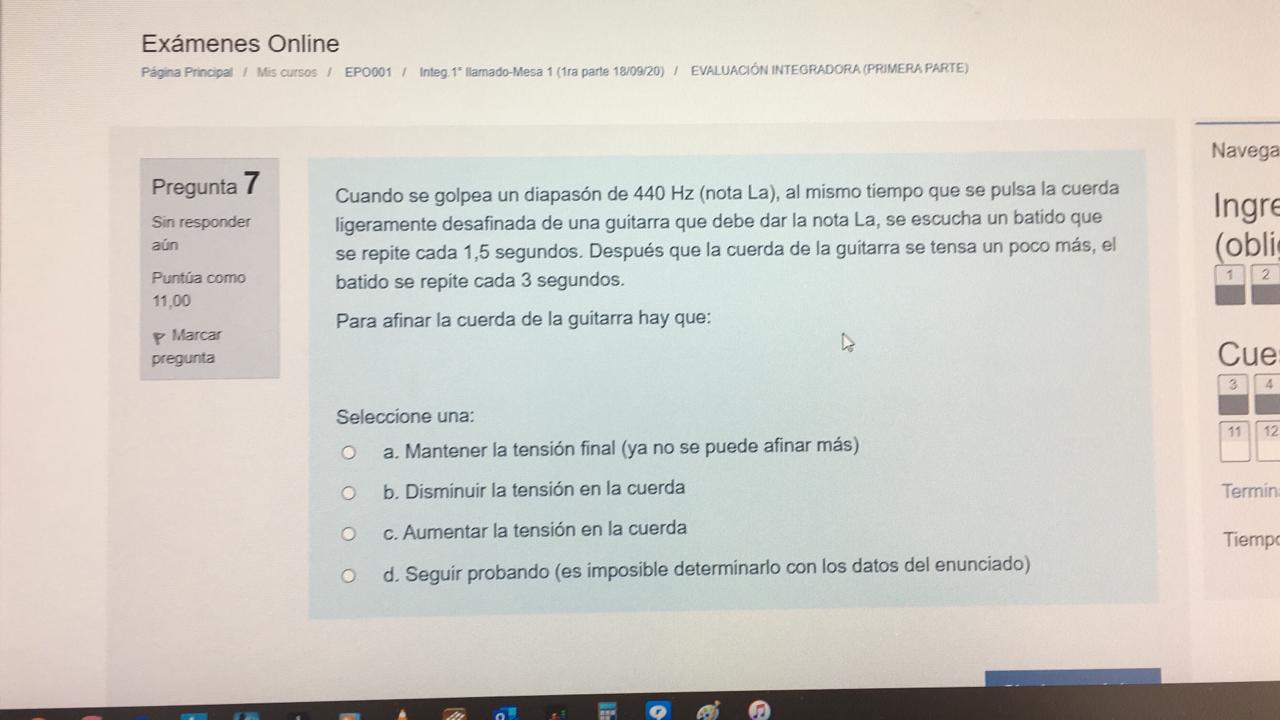 Exámenes Online
Página Principal / Mis cursos / EPO001 / Integ.1° llamado-Mesa 1 (1ra parte 18/09/20) / EVALUACIÓN INTEGRADORA (PRIMERA PARTE)
Pregunta 7
Sin responder
aún
Puntúa como
11,00
Marcar
pregunta
Cuando se golpea un diapasón de 440 Hz (nota La), al mismo tiempo que se pulsa la cuerda
ligeramente desafinada de una guitarra que debe dar la nota La, se escucha un batido que
se repite cada 1,5 segundos. Después que la cuerda de la guitarra se tensa un poco más, el
batido se repite cada 3 segundos.
Para afinar la cuerda de la guitarra hay que:
Seleccione una:
a. Mantener la tensión final (ya no se puede afinar más)
b. Disminuir la tensión en la cuerda
c. Aumentar la tensión en la cuerda
d. Seguir probando (es imposible determinarlo con los datos del enunciado)
Navega
Ingre
(oblig
1 2
Cue
3 4
11 12
Termin
Tiempo